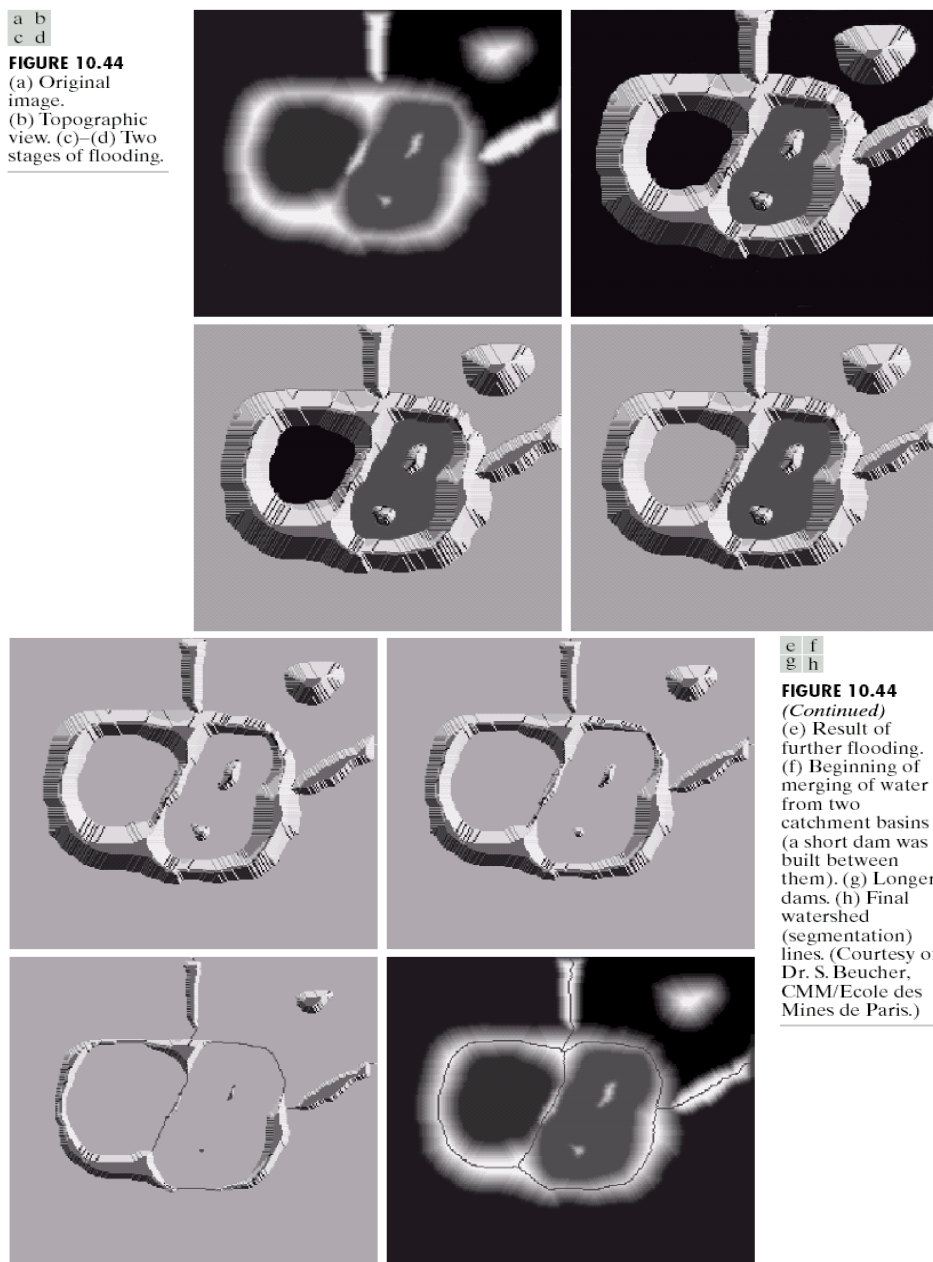 a b
c d
FIGURE 10.44
(a) Original
image.
(b) Topographic
view. (c)–(d) Two
stages of flooding.
e f
g h
FIGURE 10.44
(Continued)
(e) Result of
further flooding.
(f) Beginning of
merging of water
from two
catchment basins
(a short dam was
built between
them). (g) Longer
dams. (h) Final
watershed
(segmentation)
lines. (Courtesy of
Dr. S. Beucher,
CMM/Ecole des
Mines de Paris.)